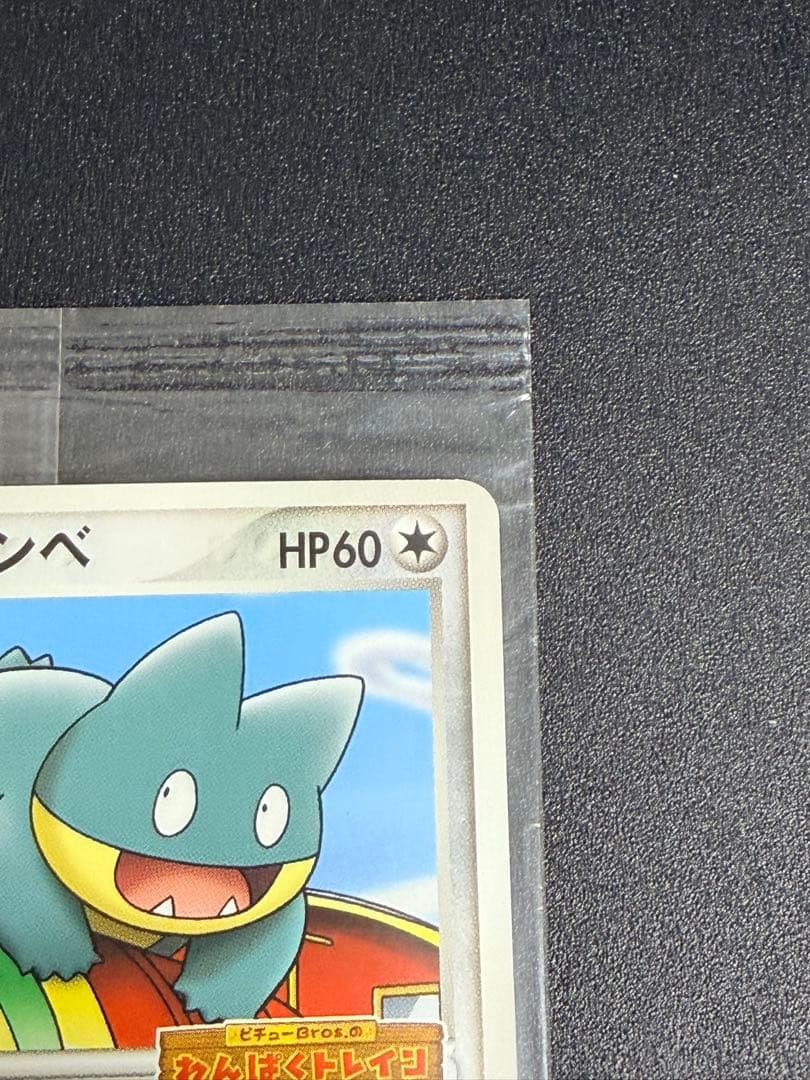 ンベ HP60
ピチューBros.の
わんぱくトレイン